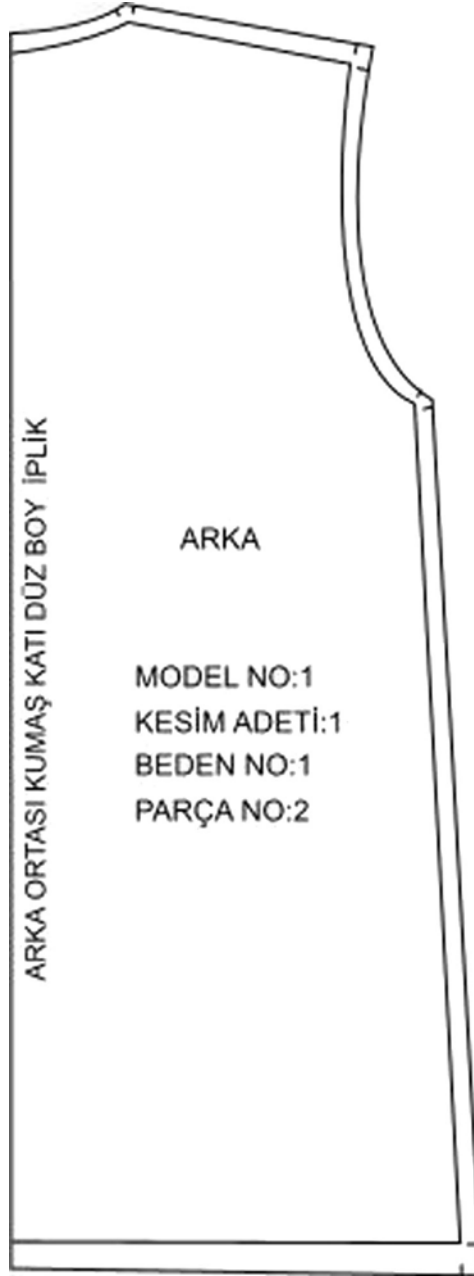 ARKA ORTASI KUMAŞ KATI DÜZ BOY İPLİK
ARKA
MODEL NO:1
KESİM ADETİ:1
BEDEN NO:1
PARÇA NO:2